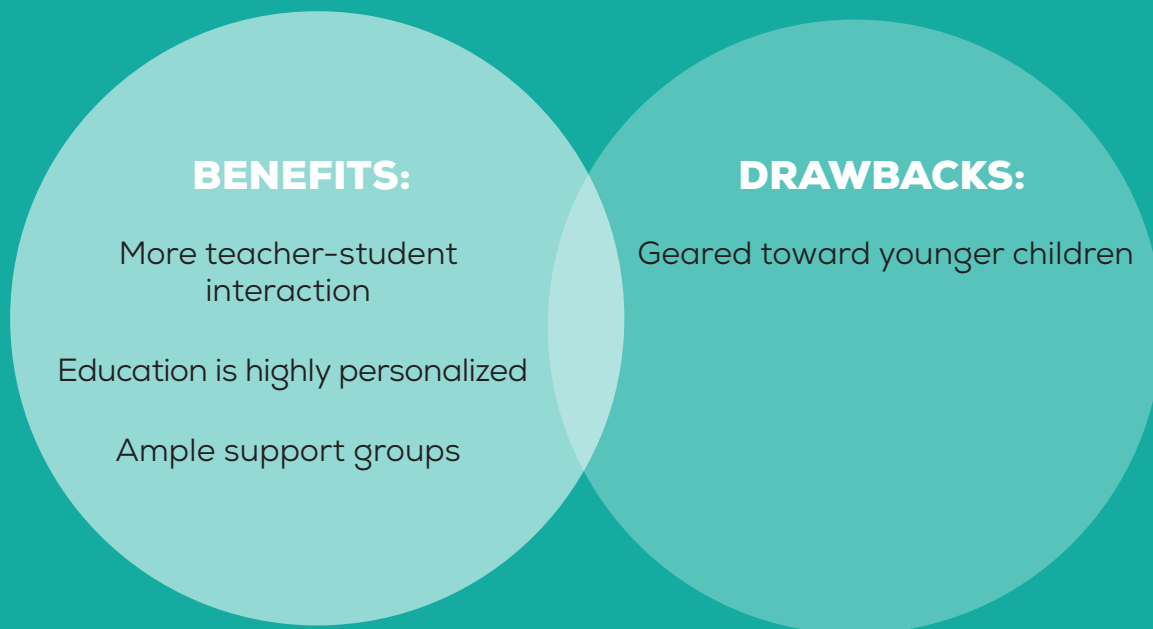 BENEFITS:
More teacher-student
interaction
Education is highly personalized
Ample support groups
DRAWBACKS:
Geared toward younger children